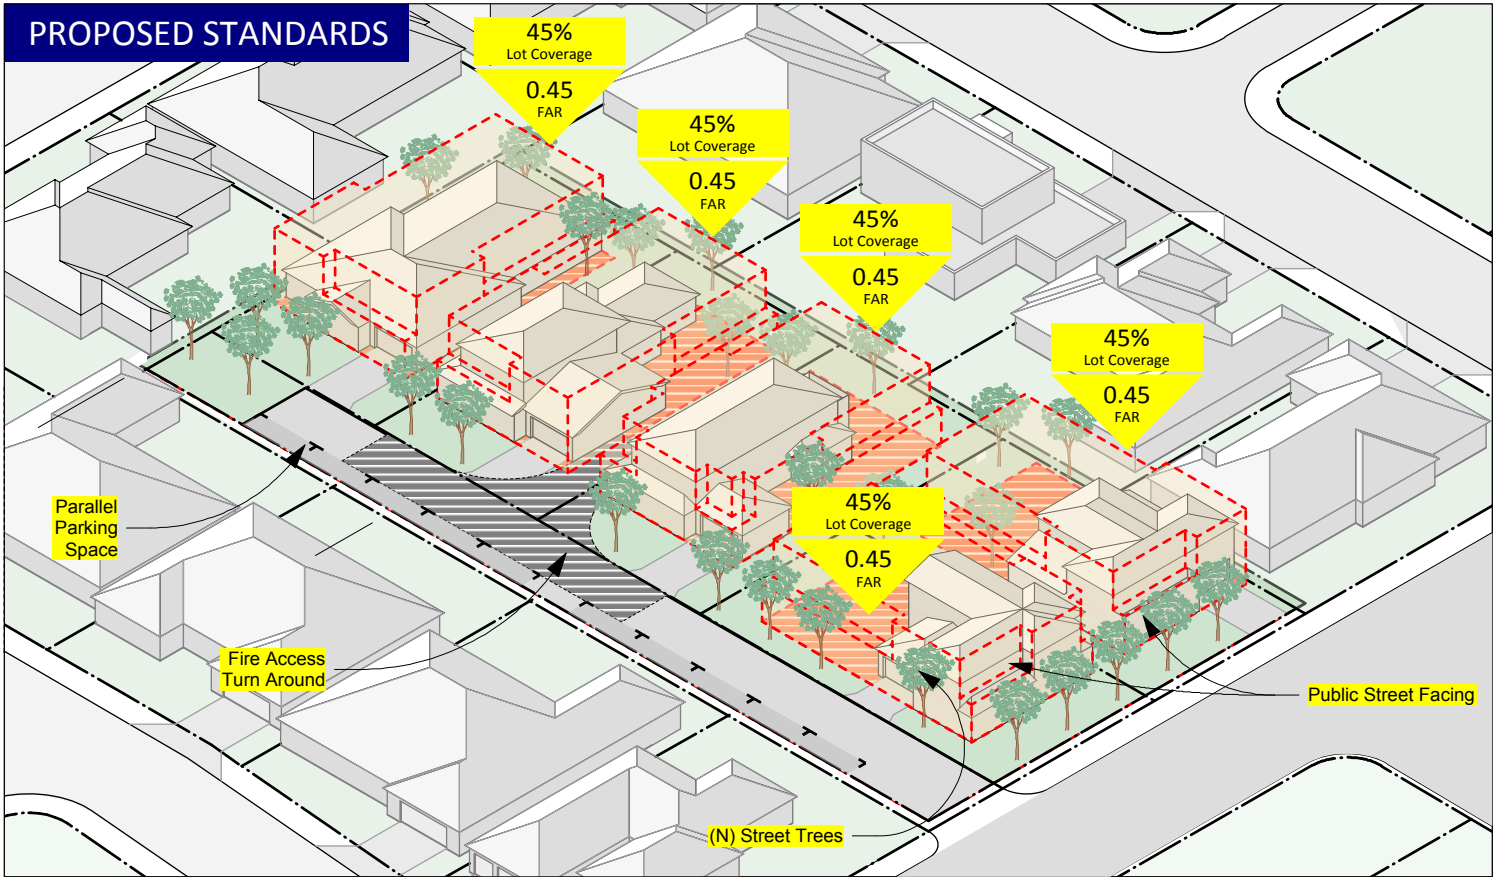 PROPOSED STANDARDS
45%
Lot Coverage
0.45
FAR
45%
Lot Coverage
0.45
FAR
45%
Lot Coverage
0.45
FAR
45%
Lot Coverage
0.45
FAR
45%
Lot Coverage
0.45
FAR
Parallel
Parking
Space
Fire Access
Turn Around
Public Street Facing
(N) Street Trees